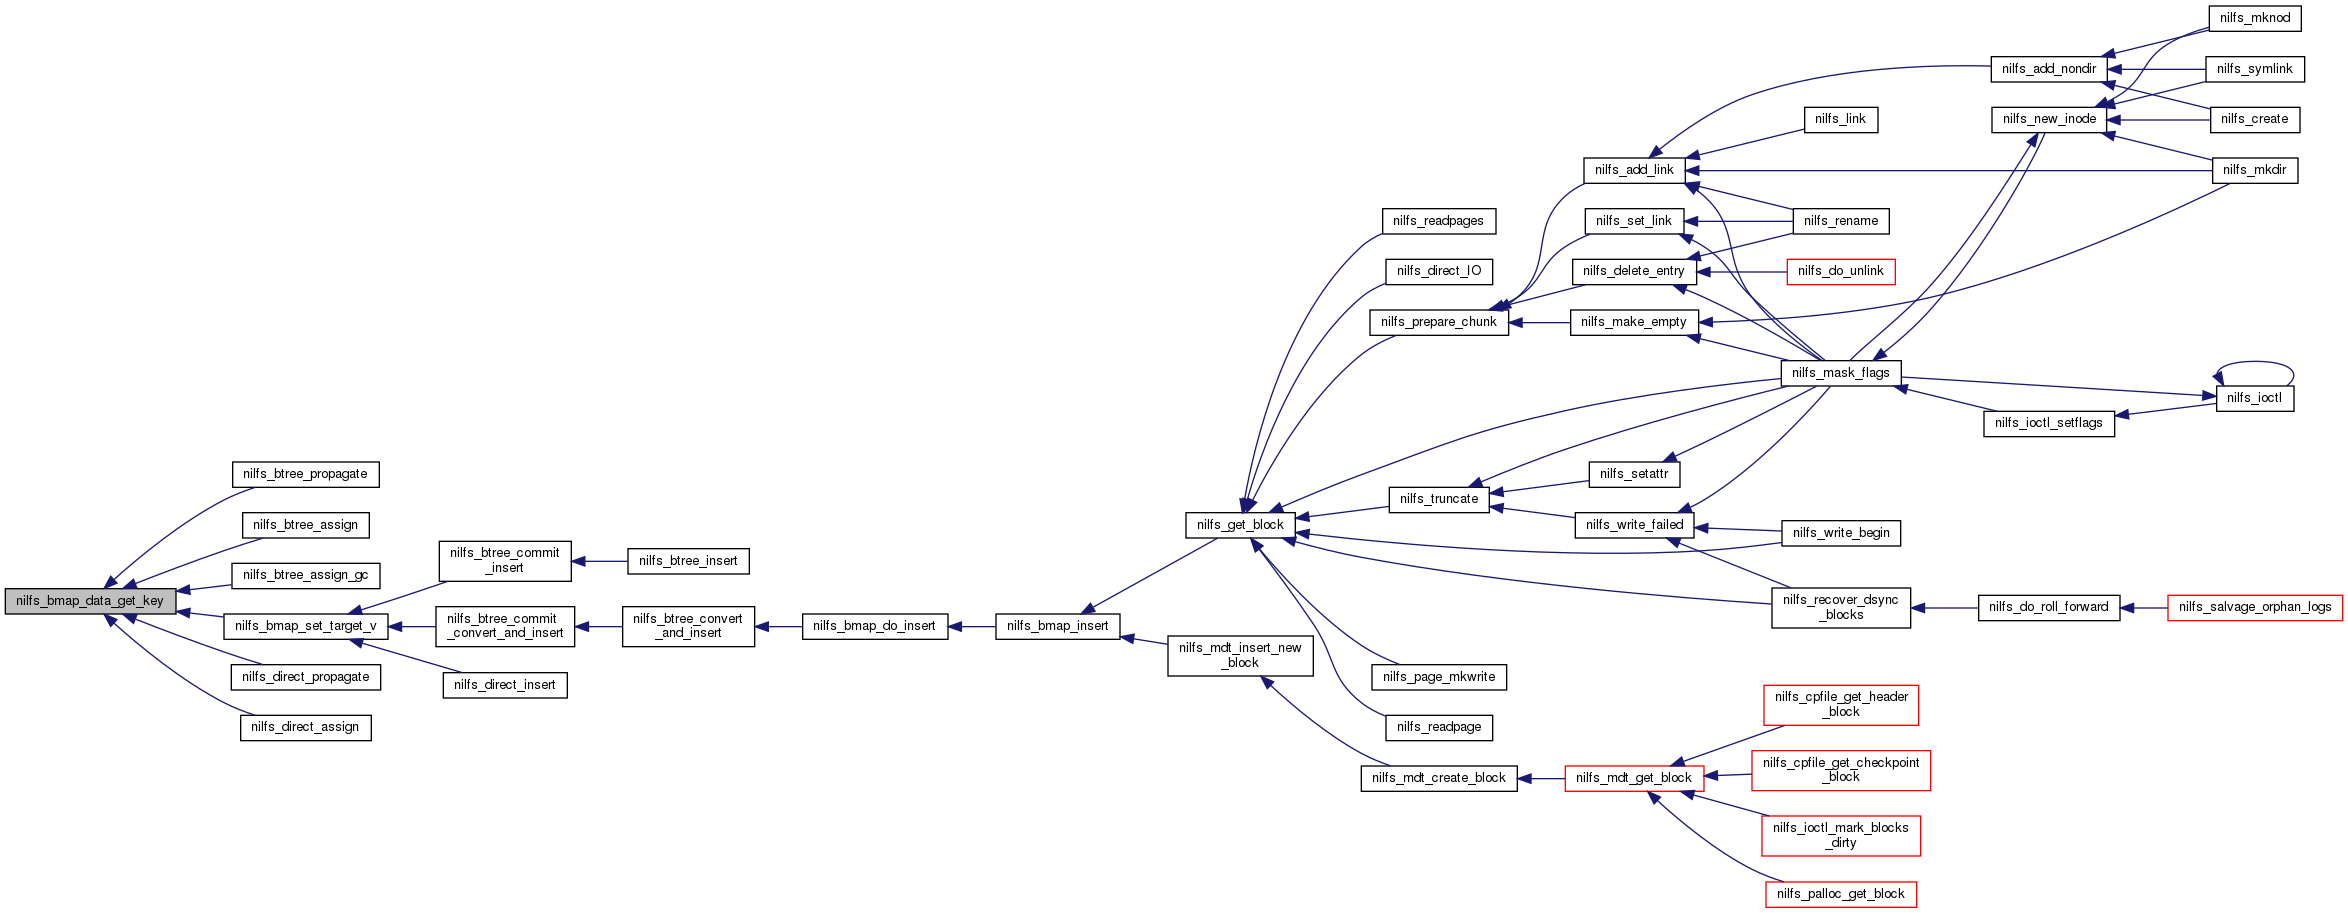 nilfs_bmap_data_get_key
nilfs_btree_propagate
nilfs_btree_assign
nilfs_btree_assign_gc
nilfs_bmap_set_target_v
nilfs_direct_propagate
nilfs_direct_assign
nilfs_btree_commit
_insert
nilfs_btree_commit
_convert_and_insert
nilfs_direct_insert
nilfs_btree_insert
nilfs_btree_convert
_and_insert
nilfs_bmap_do_insert
nilfs_bmap_insert
nilfs_get_block
nilfs_mdt_insert_new
_block
nilfs_readpages
nilfs_direct_IO
nilfs_prepare_chunk
nilfs_truncate
nilfs_page_mkwrite
nilfs_readpage
nilfs_mdt_create_block
nilfs_add_link
nilfs_set_link
nilfs_delete_entry
nilfs_make_empty
nilfs_setattr
nilfs_write_failed
nilfs_mdt_get_block
nilfs_link
nilfs_rename
nilfs_do_unlink
nilfs_mask_flags
nilfs_write_begin
nilfs_recover_dsync
_blocks
nilfs_cpfile_get_header
_block
nilfs_cpfile_get_checkpoint
_block
nilfs_ioctl_mark_blocks
_dirty
nilfs_palloc_get_block
nilfs_add_nondir
nilfs_new_inode
nilfs_ioctl_setflags
nilfs_do_roll_forward
nilfs_mknod
nilfs_symlink
nilfs_create
nilfs_mkdir
nilfs_ioctl
nilfs_salvage_orphan_logs